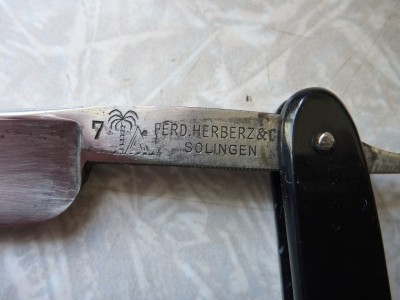 7 FERD. HERBERZ & C
SOLINGEN